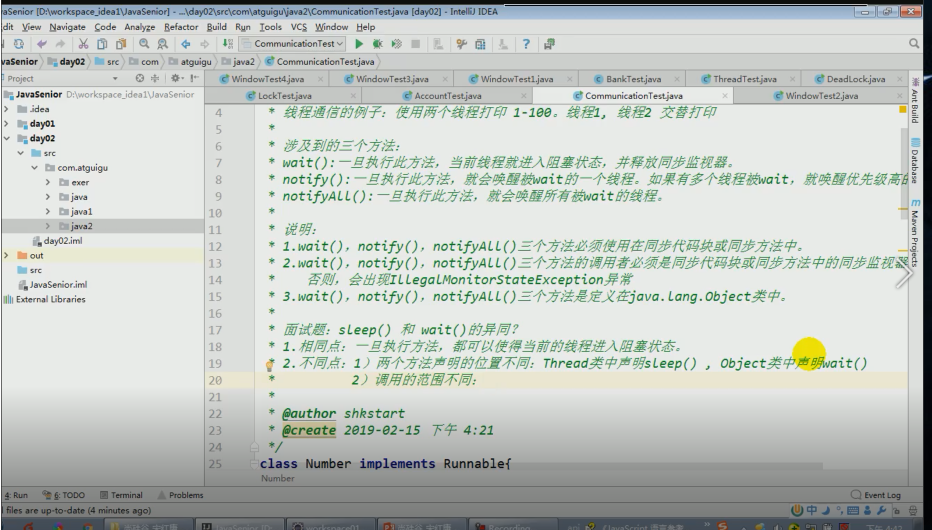 aSenior [D:\workspace_idea1\JavaSenior] - ...\day02\src\com\atguigu\java2\CommunicationTest.java [day02] - IntelliJ IDEA
dit View Navigate Code Analyze Refactor Build Run Tools VCS Window Help
CommunicationTest
vaSenior day02 src com atguigu java2 CommunicationTest.java
Project
WindowTest4.java WindowTest3.java WindowTest1.java BankTest.java ThreadTest.java DeadLock.java
LockTest.java AccountTest.java CommunicationTest.java WindowTest2.java
JavaSenior D:\workspace_idea1\JavaSenior
.idea
day01
day02
src
com.atguigu
exer
java
java1
java2
day02.iml
out
src
JavaSenior.iml
External Libraries
4 * 线程通信的例子：使用两个线程打印 1-100。线程1, 线程2 交替打印
5 *
6 * 涉及到的三个方法：
7 * wait():一旦执行此方法，当前线程就进入阻塞状态，并释放同步监视器。
8 * notify():一旦执行此方法，就会唤醒被wait的一个线程。如果有多个线程被wait，就唤醒优先级高的
9 * notifyAll():一旦执行此方法，就会唤醒所有被wait的线程。
10 *
11 * 说明：
12 * 1.wait()，notify()，notifyAll()三个方法必须使用在同步代码块或同步方法中。
13 * 2.wait()，notify()，notifyAll()三个方法的调用者必须是同步代码块或同步方法中的同步监视器
14 * 否则，会出现IllegalMonitorStateException异常
15 * 3.wait()，notify()，notifyAll()三个方法是定义在java.lang.Object类中。
16 *
17 * 面试题：sleep() 和 wait()的异同？
18 * 1.相同点：一旦执行方法，都可以使得当前的线程进入阻塞状态。
19 * 2.不同点：1）两个方法声明的位置不同：Thread类中声明sleep() , Object类中声明wait()
20 * 2）调用的范围不同：
21 *
22 * @author shkstart
23 * @create 2019-02-15 下午 4:21
24 */
25 class Number implements Runnable{
Number
Ant Build
Database
Maven Projects
4: Run 6: TODO Terminal Problems
Event Log
files are up-to-date (4 minutes ago)
中